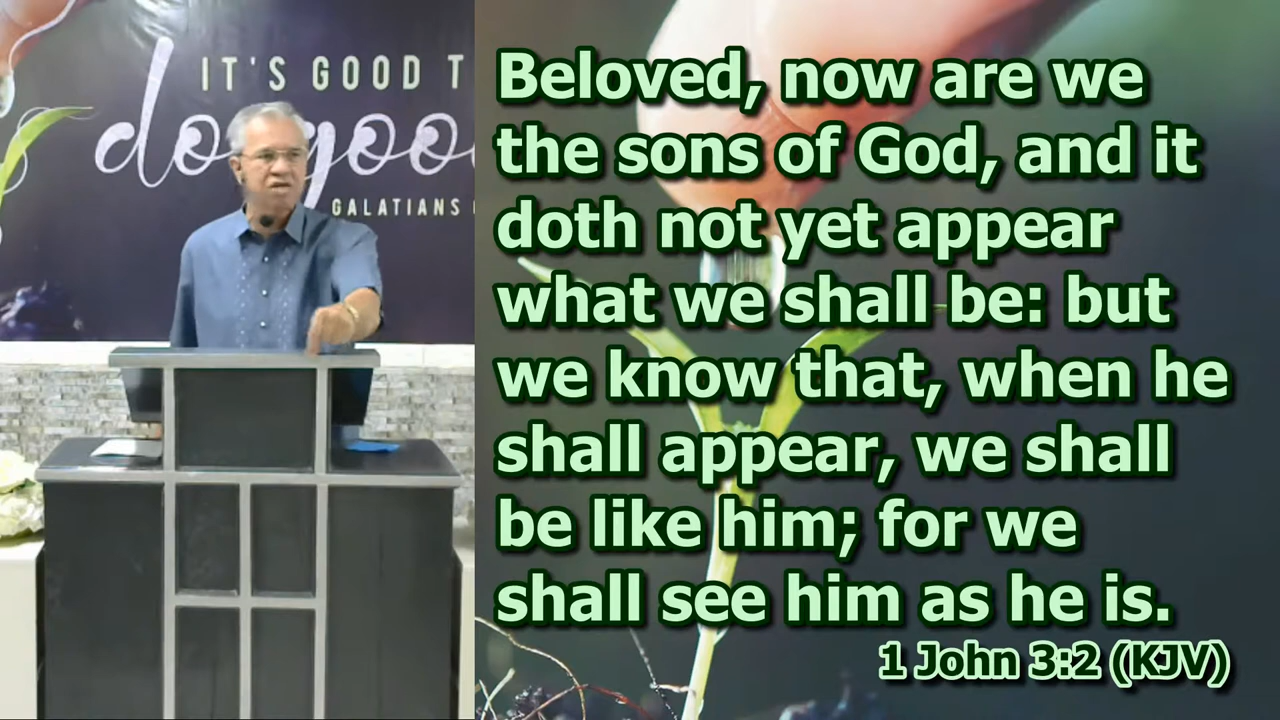 IT'S GOOD T
do good
GALATIANS
Beloved, now are we
the sons of God, and it
doth not yet appear
what we shall be: but
we know that, when he
shall appear, we shall
be like him; for we
shall see him as he is.
1 John 3:2 (KJV)